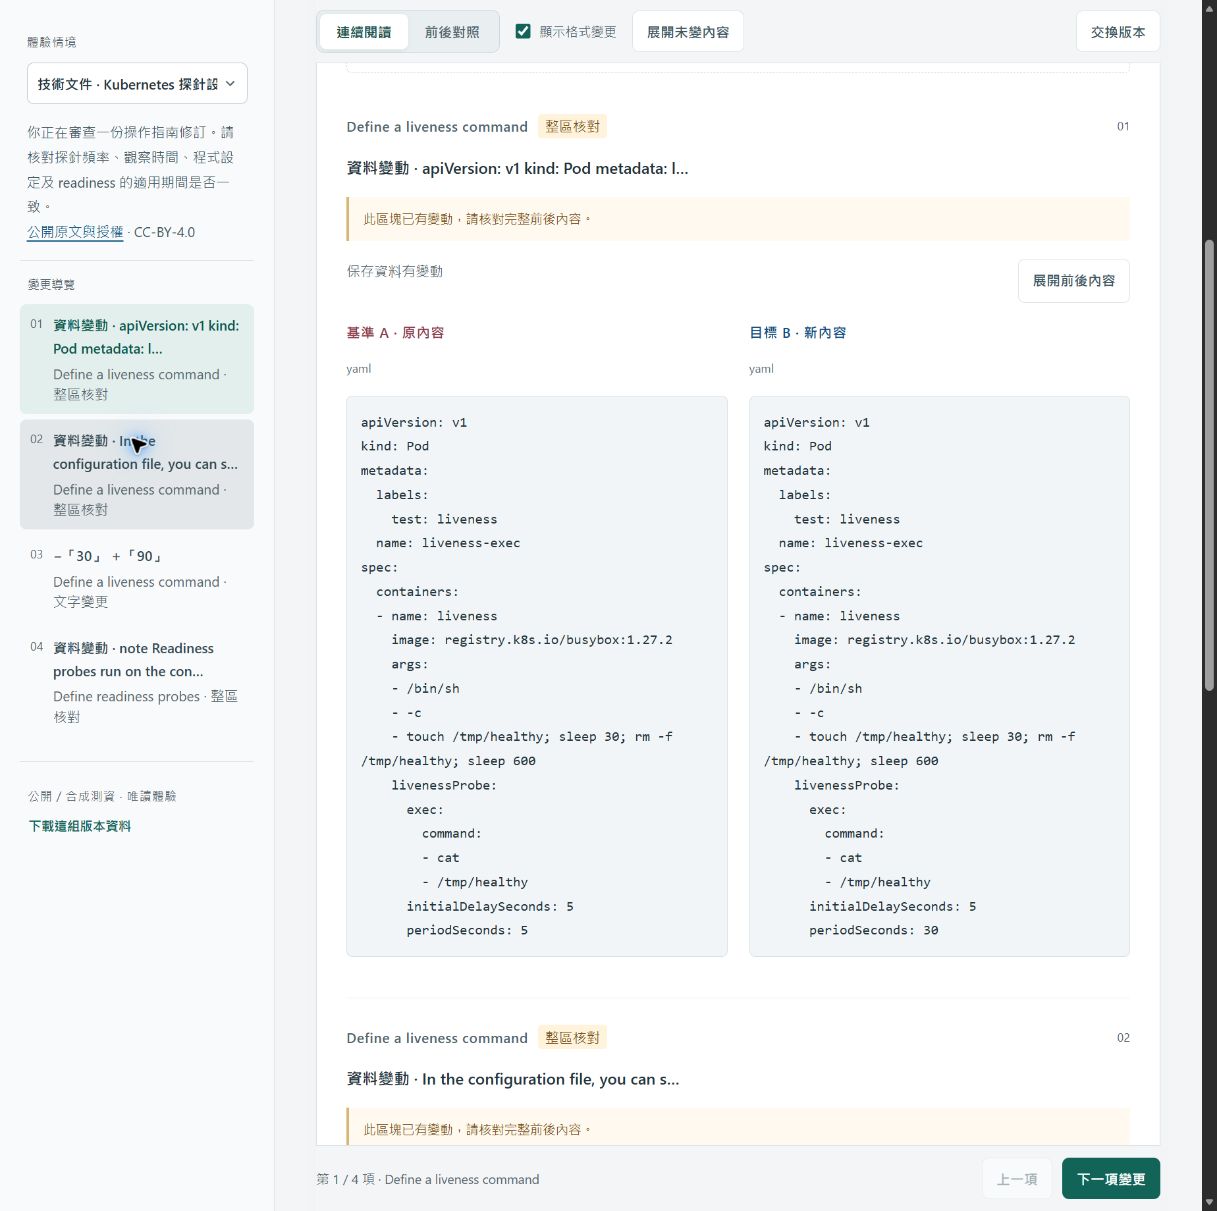 體驗情境
技術文件 · Kubernetes 探針設
你正在審查一份操作指南修訂。請
核對探針頻率、觀察時間、程式設
定及 readiness 的適用期間是否一
致。
公開原文與授權 · CC-BY-4.0
變更導覽
01 資料變動 · apiVersion: v1 kind:
Pod metadata: l...
Define a liveness command ·
整區核對
02 資料變動 · In the
configuration file, you can s...
Define a liveness command ·
整區核對
03 −「30」 +「90」
Define a liveness command ·
文字變更
04 資料變動 · note Readiness
probes run on the con...
Define readiness probes · 整區
核對
公開 / 合成測資 · 唯讀體驗
下載這組版本資料
連續閱讀 前後對照 顯示格式變更 展開未變內容 交換版本
Define a liveness command 整區核對 01
資料變動 · apiVersion: v1 kind: Pod metadata: l...
此區塊已有變動，請核對完整前後內容。
保存資料有變動 展開前後內容
基準 A · 原內容
yaml
apiVersion: v1
kind: Pod
metadata:
  labels:
    test: liveness
  name: liveness-exec
spec:
  containers:
  - name: liveness
    image: registry.k8s.io/busybox:1.27.2
    args:
    - /bin/sh
    - -c
    - touch /tmp/healthy; sleep 30; rm -f
/tmp/healthy; sleep 600
    livenessProbe:
      exec:
        command:
        - cat
        - /tmp/healthy
      initialDelaySeconds: 5
      periodSeconds: 5
目標 B · 新內容
yaml
apiVersion: v1
kind: Pod
metadata:
  labels:
    test: liveness
  name: liveness-exec
spec:
  containers:
  - name: liveness
    image: registry.k8s.io/busybox:1.27.2
    args:
    - /bin/sh
    - -c
    - touch /tmp/healthy; sleep 30; rm -f
/tmp/healthy; sleep 600
    livenessProbe:
      exec:
        command:
        - cat
        - /tmp/healthy
      initialDelaySeconds: 5
      periodSeconds: 30
Define a liveness command 整區核對 02
資料變動 · In the configuration file, you can s...
此區塊已有變動，請核對完整前後內容。
第 1 / 4 項 · Define a liveness command 上一項 下一項變更